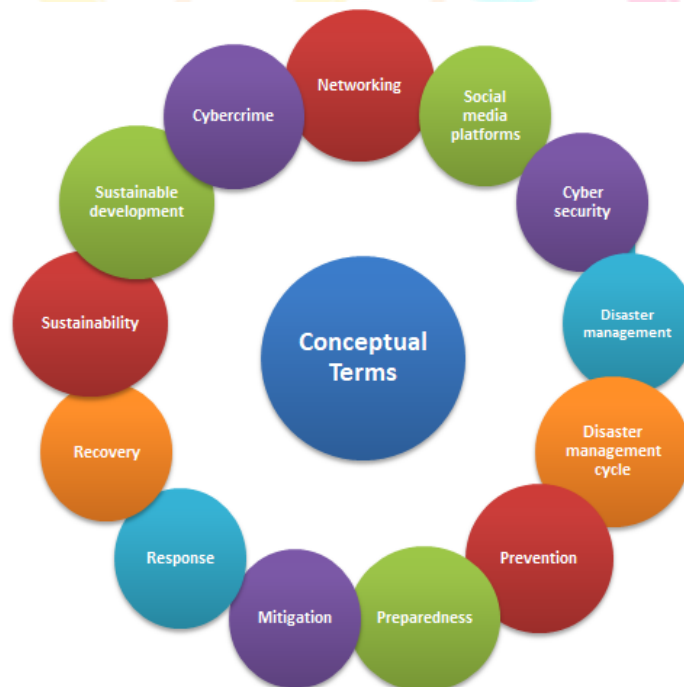 Networking
Social
media
platforms
Cyber
security
Disaster
management
Disaster
management
cycle
Prevention
Preparedness
Mitigation
Response
Recovery
Sustainability
Sustainable
development
Cybercrime
Conceptual
Terms